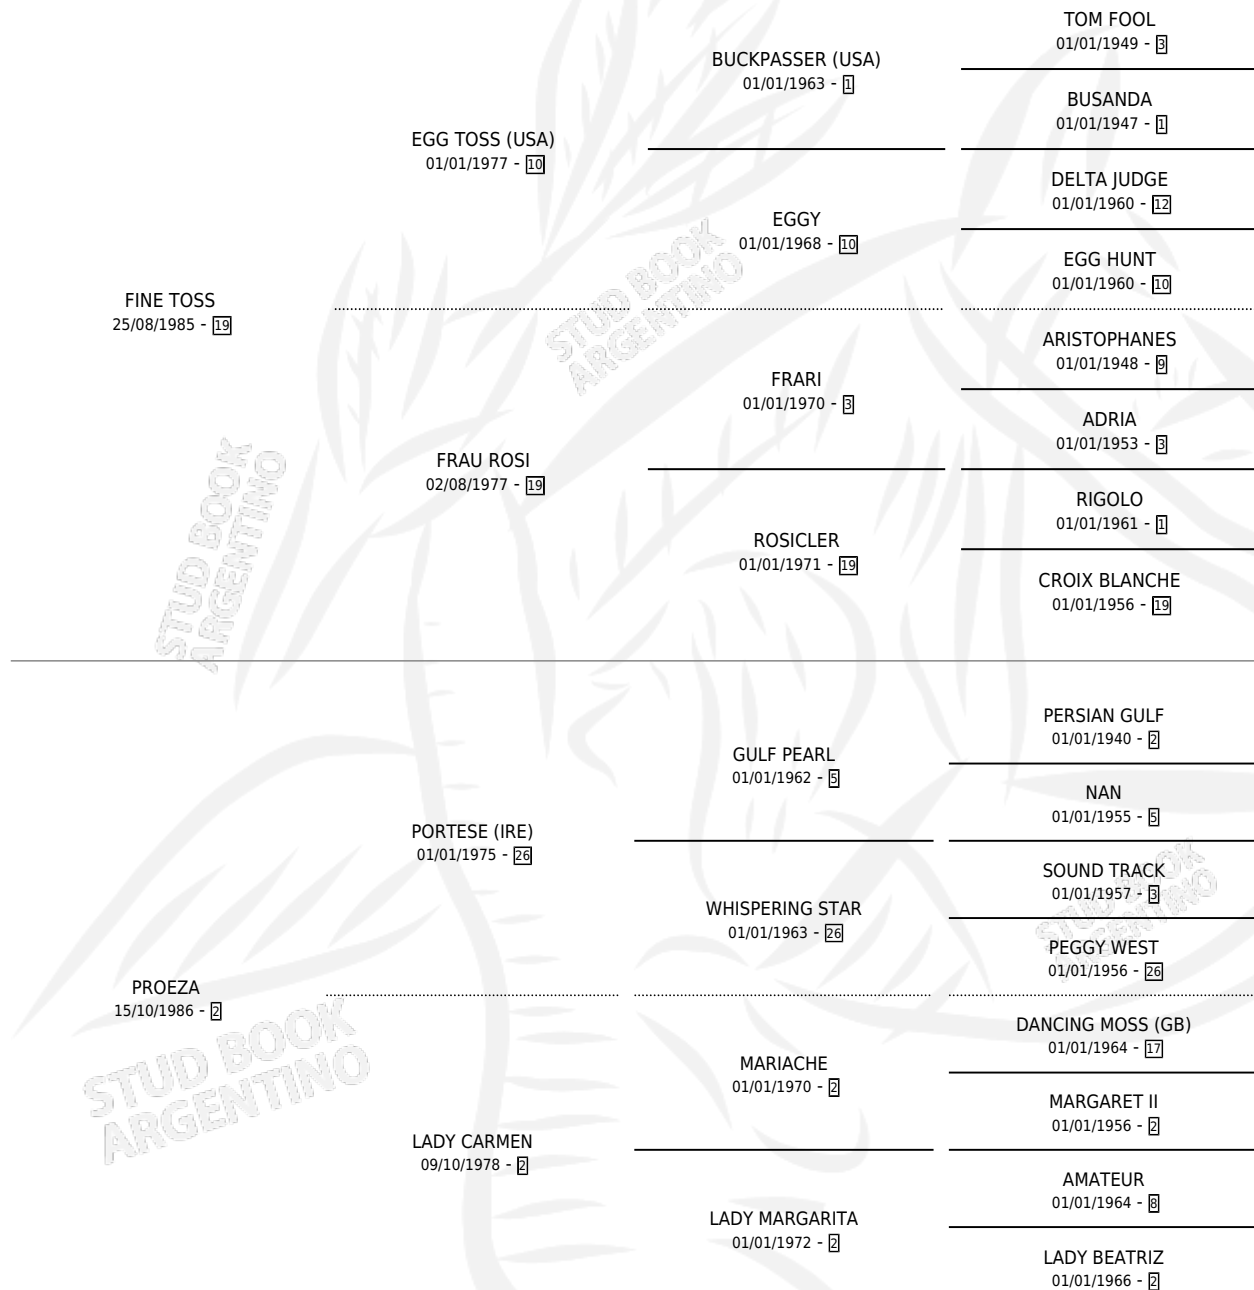 TOM FOOL
01/01/1949 - 3
BUCKPASSER (USA)
01/01/1963 - 1
BUSANDA
01/01/1947 - 1
EGG TOSS (USA)
01/01/1977 - 10
DELTA JUDGE
01/01/1960 - 12
EGGY
01/01/1968 - 10
EGG HUNT
01/01/1960 - 10
FINE TOSS
25/08/1985 - 19
ARISTOPHANES
01/01/1948 - 9
FRARI
01/01/1970 - 3
ADRIA
01/01/1953 - 3
FRAU ROSI
02/08/1977 - 19
RIGOLO
01/01/1961 - 1
ROSICLER
01/01/1971 - 19
CROIX BLANCHE
01/01/1956 - 19
PERSIAN GULF
01/01/1940 - 2
GULF PEARL
01/01/1962 - 5
NAN
01/01/1955 - 5
PORTESE (IRE)
01/01/1975 - 26
SOUND TRACK
01/01/1957 - 3
WHISPERING STAR
01/01/1963 - 26
PEGGY WEST
01/01/1956 - 26
PROEZA
15/10/1986 - 2
DANCING MOSS (GB)
01/01/1964 - 17
MARIACHE
01/01/1970 - 2
MARGARET II
01/01/1956 - 2
LADY CARMEN
09/10/1978 - 2
AMATEUR
01/01/1964 - 8
LADY MARGARITA
01/01/1972 - 2
LADY BEATRIZ
01/01/1966 - 2
STUD BOOK
ARGENTINO
STUD BOOK
ARGENTINO
STUD BOOK
ARGENTINO
STUD BOOK
ARGENTINO